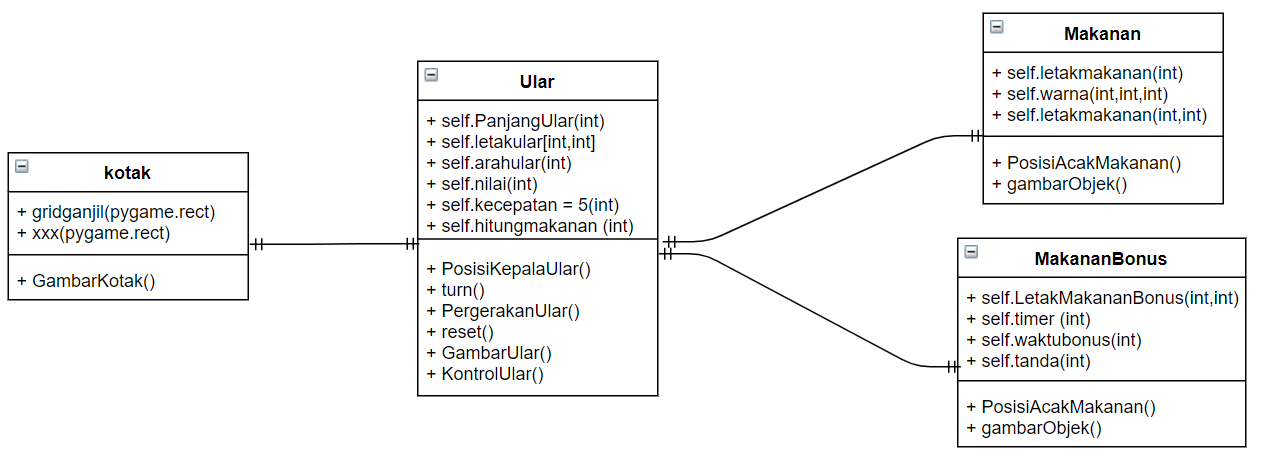 kotak
+ gridganjil(pygame.rect)
+ xxx(pygame.rect)
+ GambarKotak()
Ular
+ self.PanjangUlar(int)
+ self.letakular[int,int]
+ self.arahular(int)
+ self.nilai(int)
+ self.kecepatan = 5(int)
+ self.hitungmakanan (int)
+ PosisiKepalaUlar()
+ turn()
+ PergerakanUlar()
+ reset()
+ GambarUlar()
+ KontrolUlar()
Makanan
+ self.letakmakanan(int)
+ self.warna(int,int,int)
+ self.letakmakanan(int,int)
+ PosisiAcakMakanan()
+ gambarObjek()
MakananBonus
+ self.LetakMakananBonus(int,int)
+ self.timer (int)
+ self.waktubonus(int)
+ self.tanda(int)
+ PosisiAcakMakanan()
+ gambarObjek()